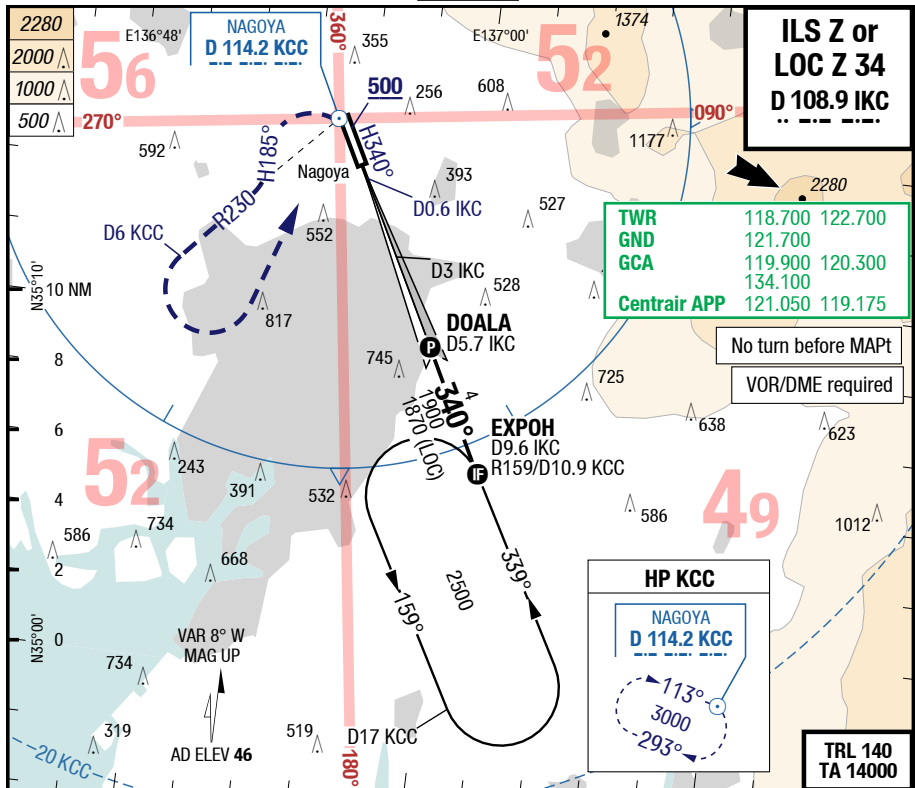 2280
2000
1000
500
E136°48'
NAGOYA
D 114.2 KCC
360°
355
E137°00'
1374
ILS Z or
LOC Z 34
D 108.9 IKC
56
52
500
256
608
270°
090°
592
1177
H185°
H340°
Nagoya
393
2280
R230
D0.6 IKC
527
D6 KCC
552
TWR 118.700 122.700
GND 121.700
GCA 119.900 120.300
134.100
Centrair APP 121.050 119.175
D3 IKC
N35°10'
10 NM
528
817
DOALA
D5.7 IKC
P
No turn before MAPt
8
745
VOR/DME required
4
340°
1900
1870 (LOC)
725
6
EXPOH
D9.6 IKC
R159/D10.9 KCC
IF
638
623
52
243
391
532
49
4
586
734
586
1012
2
668
339°
2500
159°
HP KCC
NAGOYA
D 114.2 KCC
113°
3000
293°
N35°00'
0
VAR 8° W
MAG UP
734
319
AD ELEV 46
519
D17 KCC
180°
20 KCC
TRL 140
TA 14000